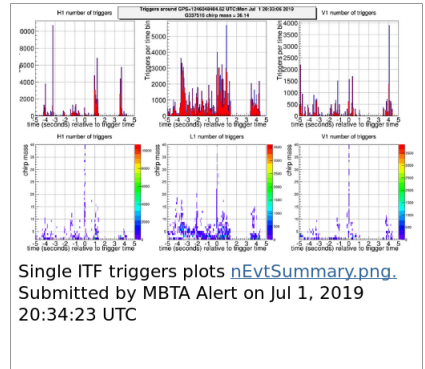 H1 number of triggers
Triggers around GPS=1246048404.52 UTC:Mon Jul 1 20:33:06 2019
G337515 chirp mass = 36.14
V1 number of triggers
Triggers per time bin
time (seconds) relative to trigger time
time (seconds) relative to trigger time
time (seconds) relative to trigger time
H1 number of triggers
L1 number of triggers
V1 number of triggers
chirp mass
chirp mass
chirp mass
time (seconds) relative to trigger time
time (seconds) relative to trigger time
time (seconds) relative to trigger time
Single ITF triggers plots nEvtSummary.png.
Submitted by MBTA Alert on Jul 1, 2019
20:34:23 UTC